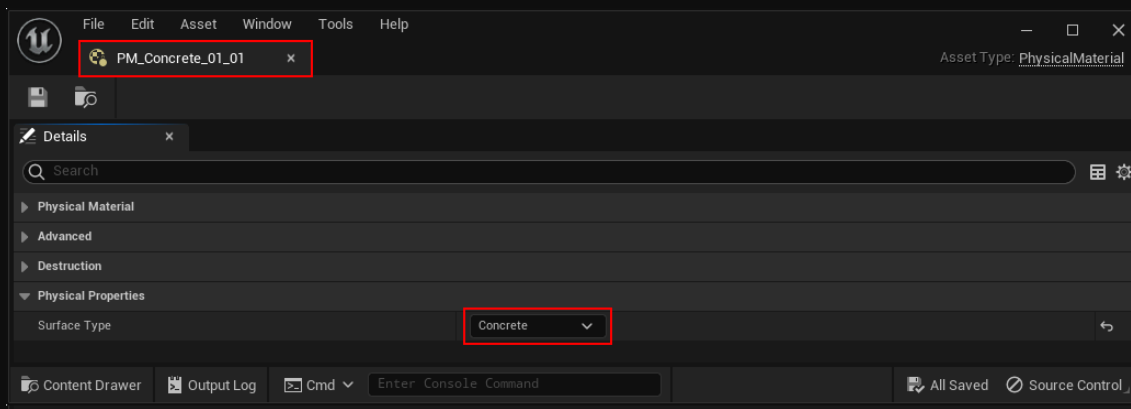 File Edit Asset Window Tools Help
PM_Concrete_01_01
Asset Type: PhysicalMaterial
Details
Search
Physical Material
Advanced
Destruction
Physical Properties
Surface Type Concrete
Content Drawer Output Log Cmd Enter Console Command All Saved Source Control